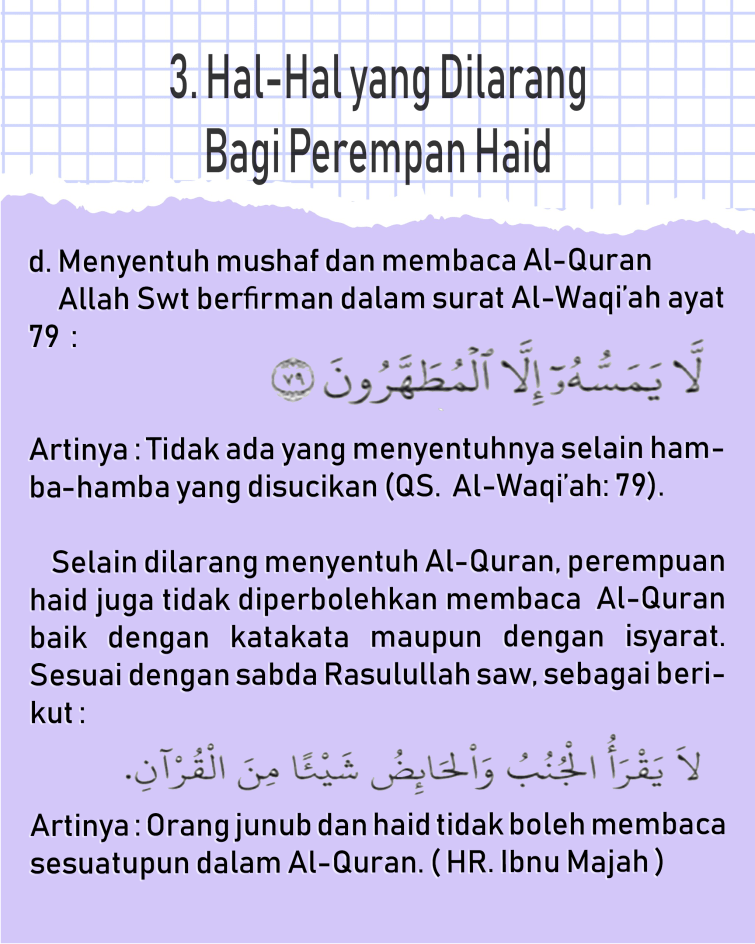 3. Hal-Hal yang Dilarang
Bagi Perempan Haid
d. Menyentuh mushaf dan membaca Al-Quran
Allah Swt berfirman dalam surat Al-Waqi’ah ayat
79 :
لَّا يَمَسُّهُۥٓ إِلَّا ٱلْمُطَهَّرُونَ ٧٩
Artinya : Tidak ada yang menyentuhnya selain ham-
ba-hamba yang disucikan (QS. Al-Waqi’ah: 79).
Selain dilarang menyentuh Al-Quran, perempuan
haid juga tidak diperbolehkan membaca Al-Quran
baik dengan katakata maupun dengan isyarat.
Sesuai dengan sabda Rasulullah saw, sebagai beri-
kut :
لاَ يَقْرَأُ الْجُنُبُ وَالْحَايِضُ شَيْئًا مِنَ الْقُرْآنِ.
Artinya : Orang junub dan haid tidak boleh membaca
sesuatupun dalam Al-Quran. ( HR. Ibnu Majah )